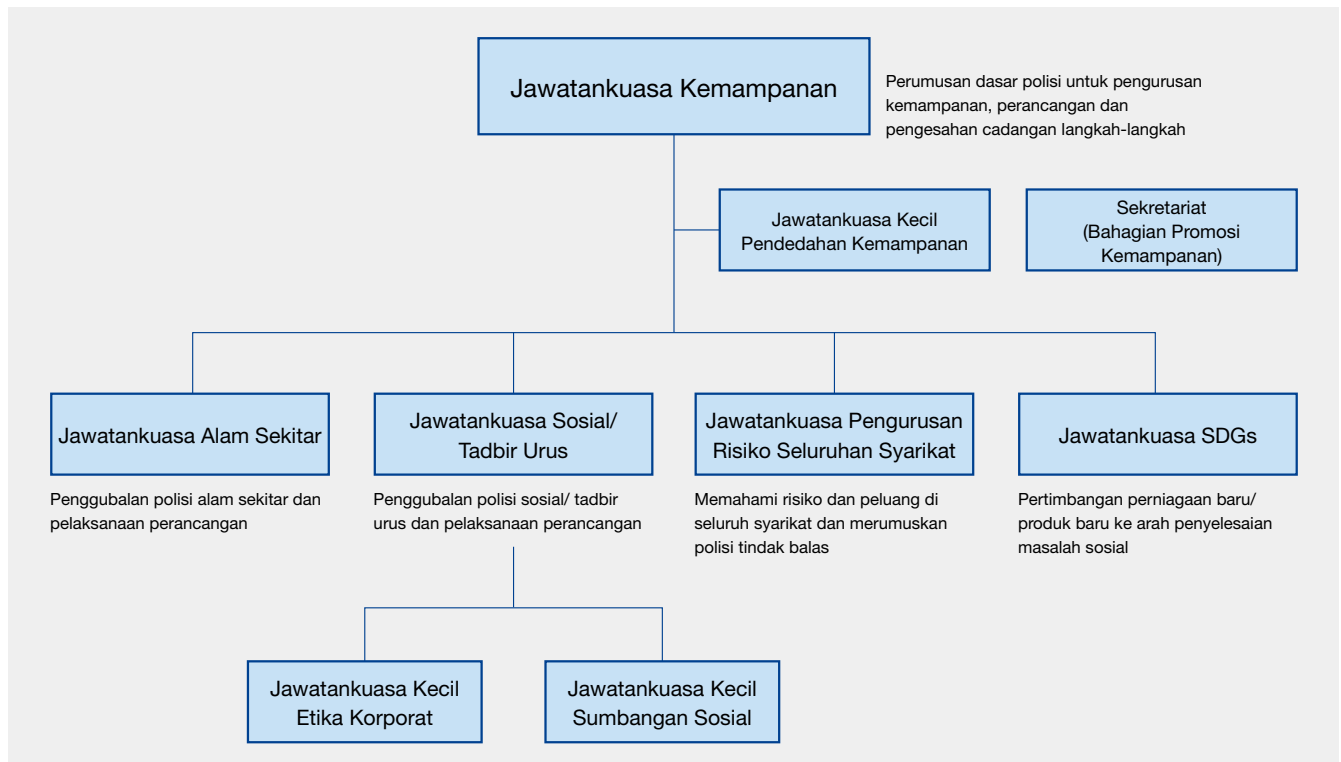 Jawatankuasa Kemampanan
Perumusan dasar polisi untuk pengurusan
kemampanan, perancangan dan
pengesahan cadangan langkah-langkah
Jawatankuasa Kecil
Pendedahan Kemampanan
Sekretariat
(Bahagian Promosi
Kemampanan)
Jawatankuasa Alam Sekitar
Penggubalan polisi alam sekitar dan
pelaksanaan perancangan
Jawatankuasa Sosial/
Tadbir Urus
Penggubalan polisi sosial/ tadbir
urus dan pelaksanaan perancangan
Jawatankuasa Pengurusan
Risiko Seluruhan Syarikat
Memahami risiko dan peluang di
seluruh syarikat dan merumuskan
polisi tindak balas
Jawatankuasa SDGs
Pertimbangan perniagaan baru/
produk baru ke arah penyelesaian
masalah sosial
Jawatankuasa Kecil
Etika Korporat
Jawatankuasa Kecil
Sumbangan Sosial